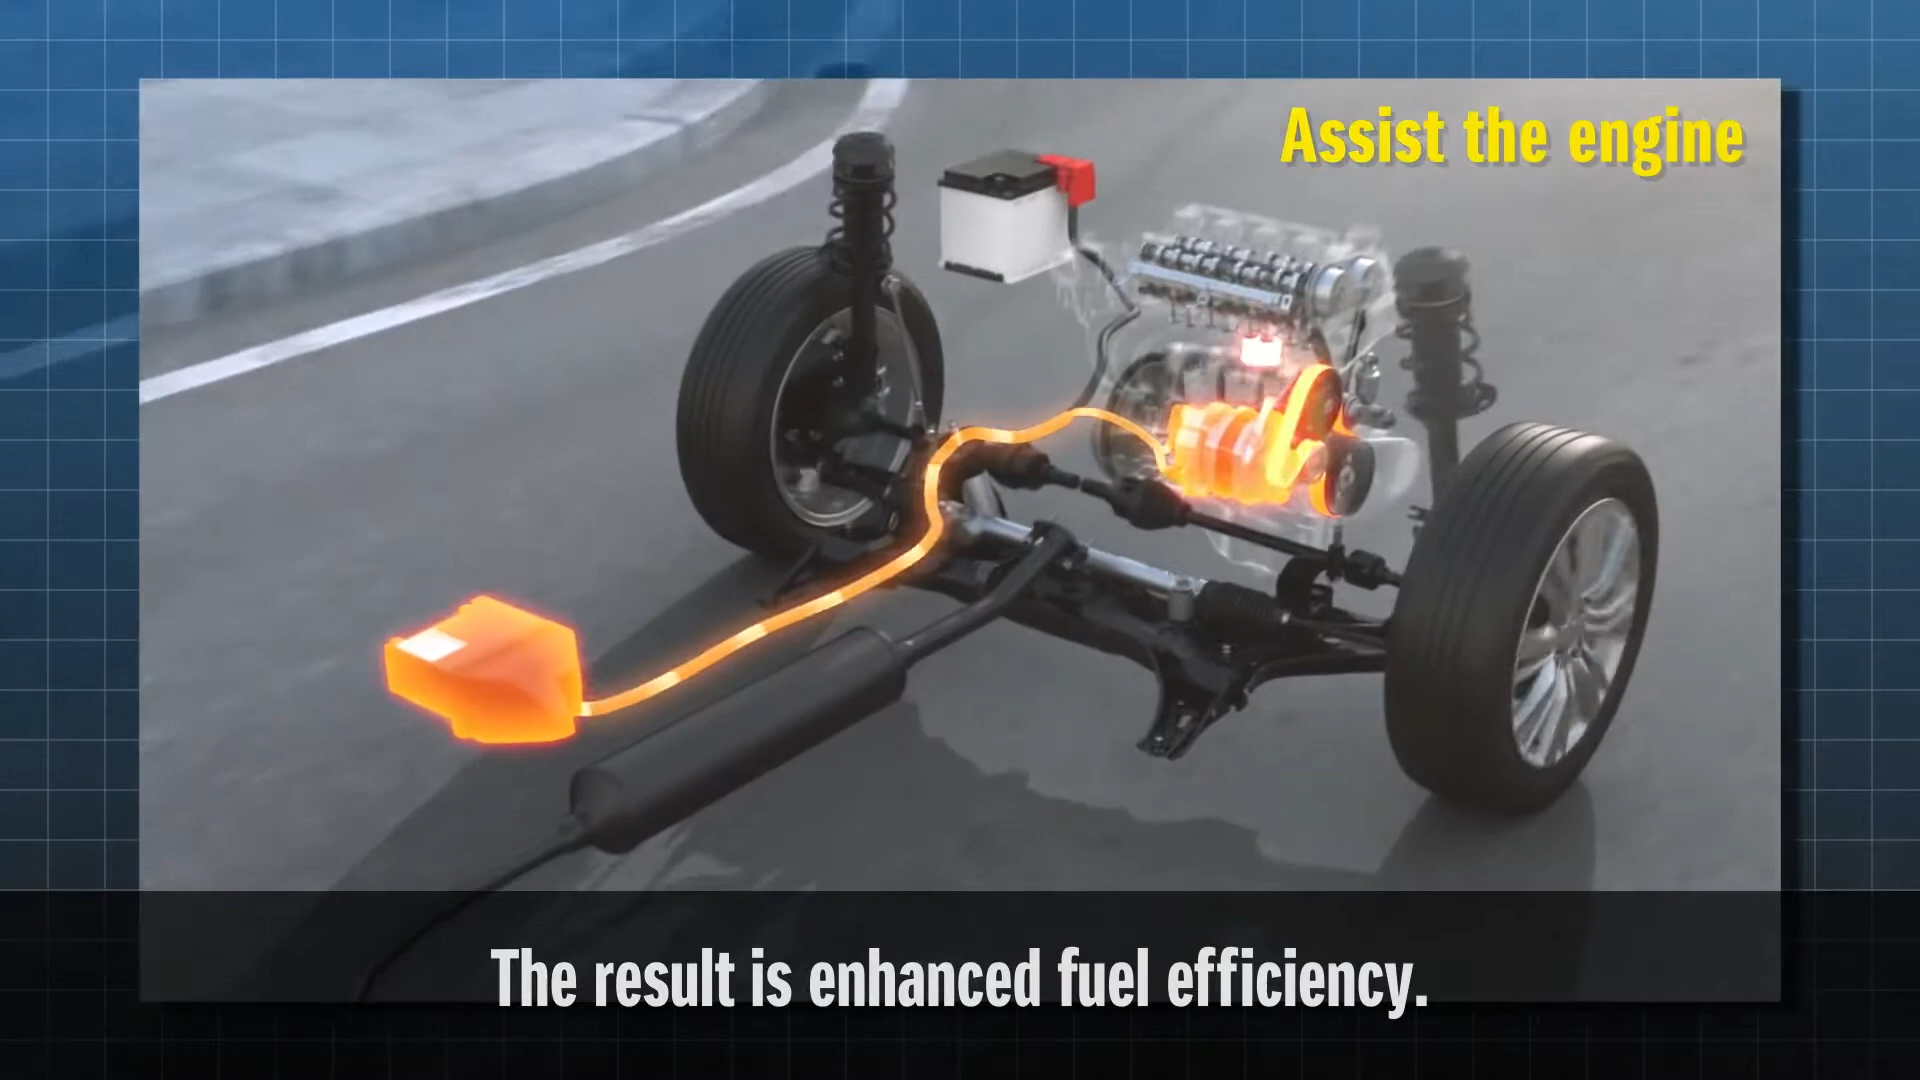 Assist the engine
The result is enhanced fuel efficiency.